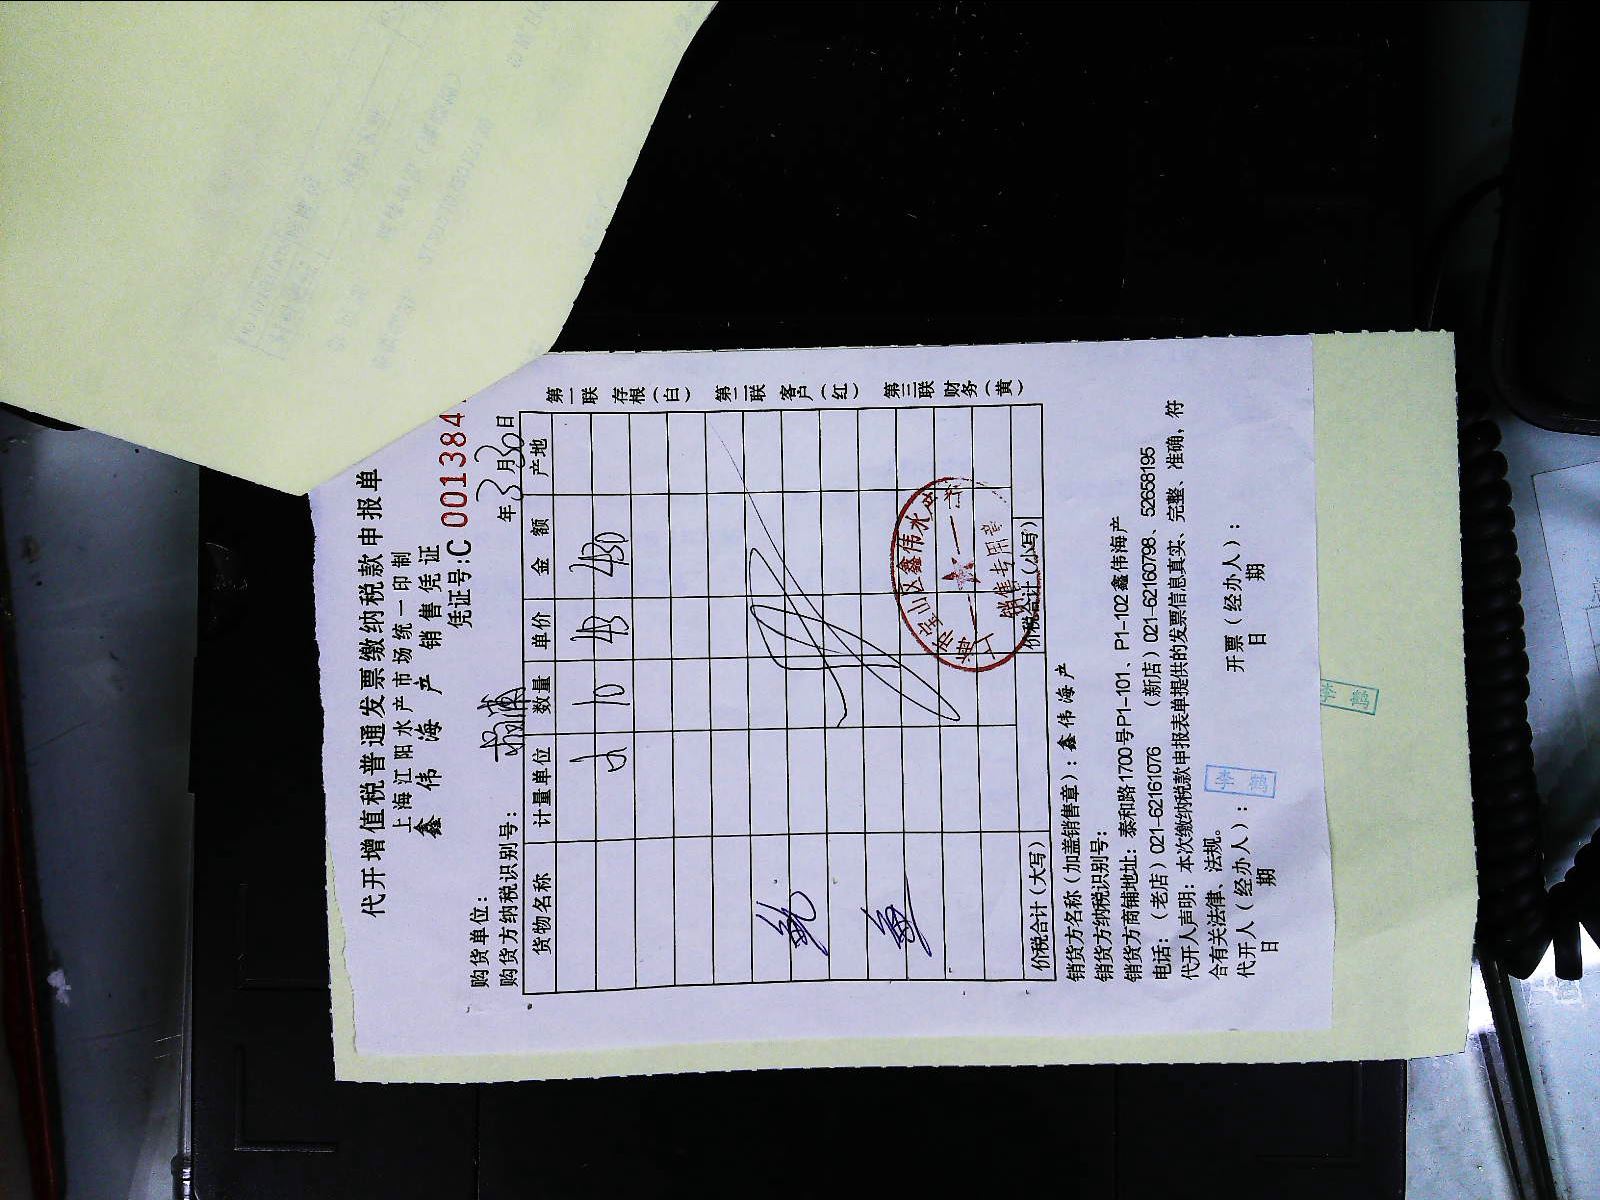 代开增值税普通发票缴纳税款申报单
上海江阳水产市场统一印制
鑫伟海产销售凭证
凭证号:C 001384
购货单位：
年3月30日
购货方纳税识别号：
货物名称 计量单位 数量 单价 金额 产地
10 43 430
价税合计（大写） 价税合计（小写）
第一联 存根（白） 第二联 客户（红） 第三联 财务（黄）
销售专用章
销货方名称（加盖销售章）：鑫伟海产
销货方纳税识别号：
销货方商铺地址：泰和路1700号P1-101、P1-102鑫伟海产
电话：（老店）021-62161076 （新店）021-62160798、52658195
代开人声明：本次缴纳税款申报表单提供的发票信息真实、完整、准确，符
合有关法律、法规。
代开人（经办人）： 开票（经办人）：
日 期 日 期